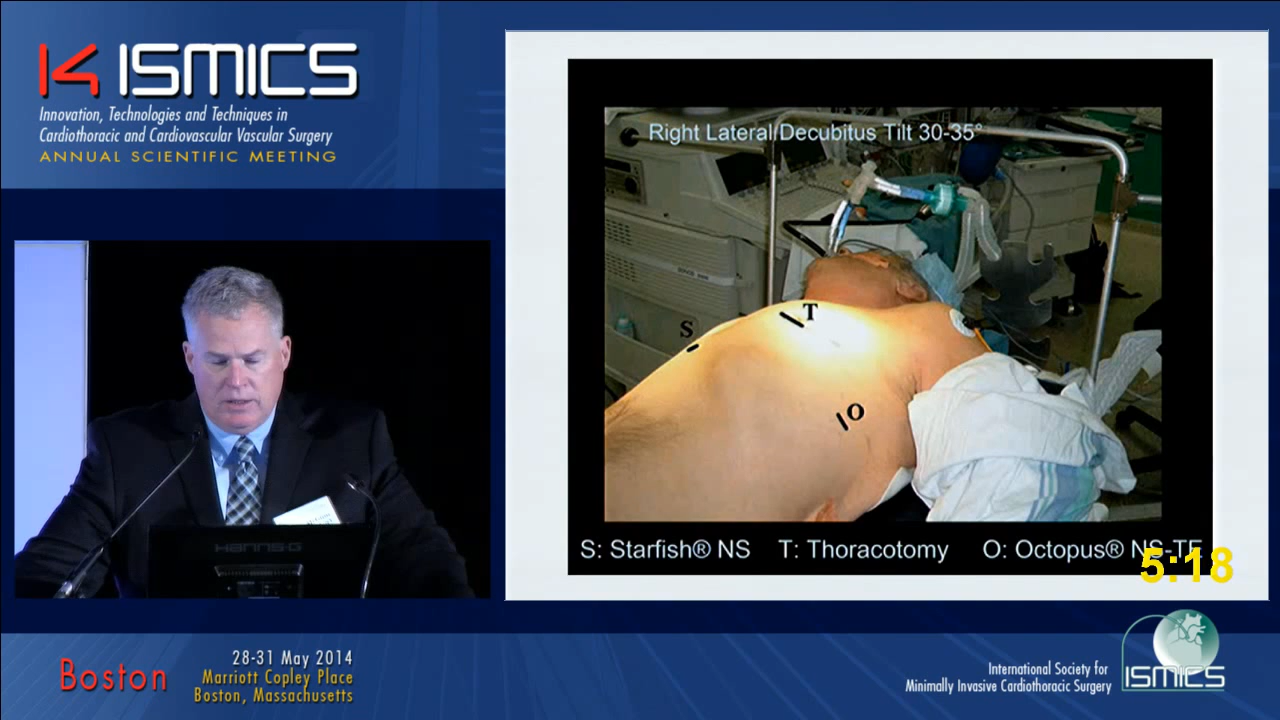 14 ISMICS
Innovation, Technologies and Techniques in
Cardiothoracic and Cardiovascular Vascular Surgery
ANNUAL SCIENTIFIC MEETING
Right Lateral Decubitus Tilt 30-35°
T
S
O
S: Starfish® NS T: Thoracotomy O: Octopus® NS-TE
5:18
HANNS-G
Boston
28-31 May 2014
Marriott Copley Place
Boston, Massachusetts
International Society for
Minimally Invasive Cardiothoracic Surgery
ISMICS